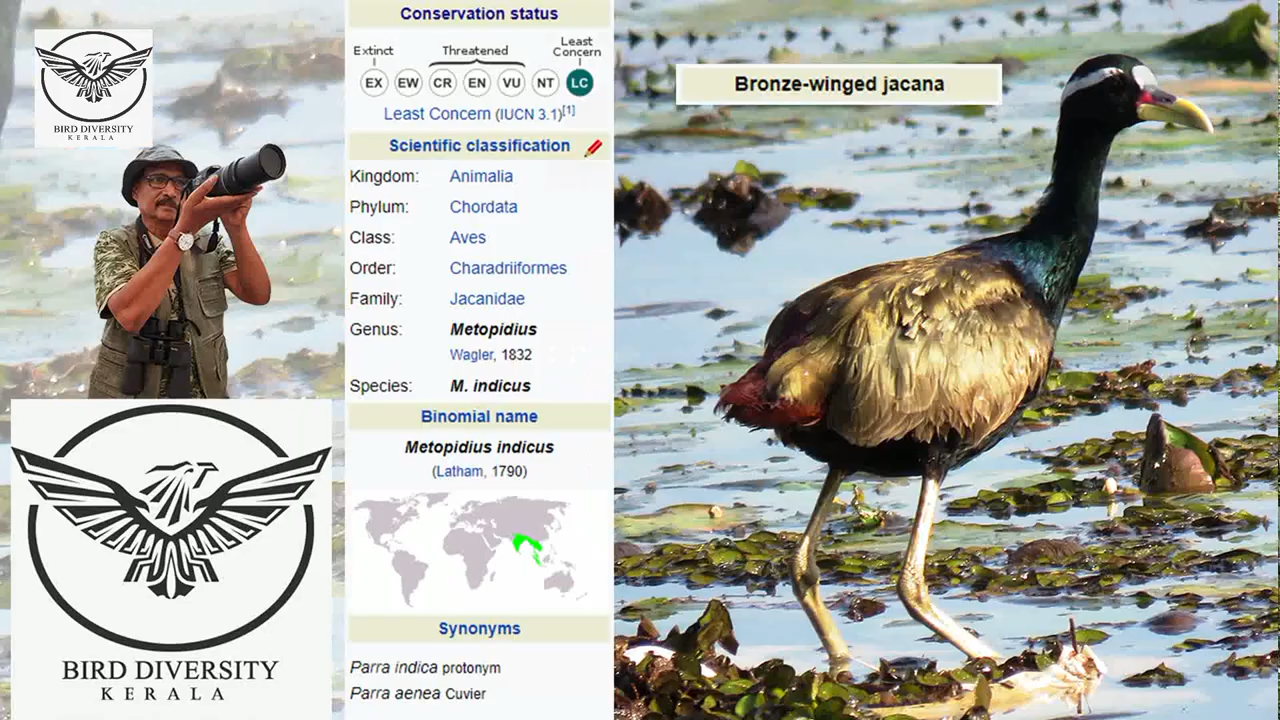 BIRD DIVERSITY
KERALA
BIRD DIVERSITY
KERALA
Conservation status
Extinct
Threatened
Least
Concern
EX EW CR EN VU NT LC
Least Concern (IUCN 3.1)[1]
Scientific classification
Kingdom: Animalia
Phylum: Chordata
Class: Aves
Order: Charadriiformes
Family: Jacanidae
Genus: Metopidius
Wagler, 1832
Species: M. indicus
Binomial name
Metopidius indicus
(Latham, 1790)
Synonyms
Parra indica protonym
Parra aenea Cuvier
Bronze-winged jacana